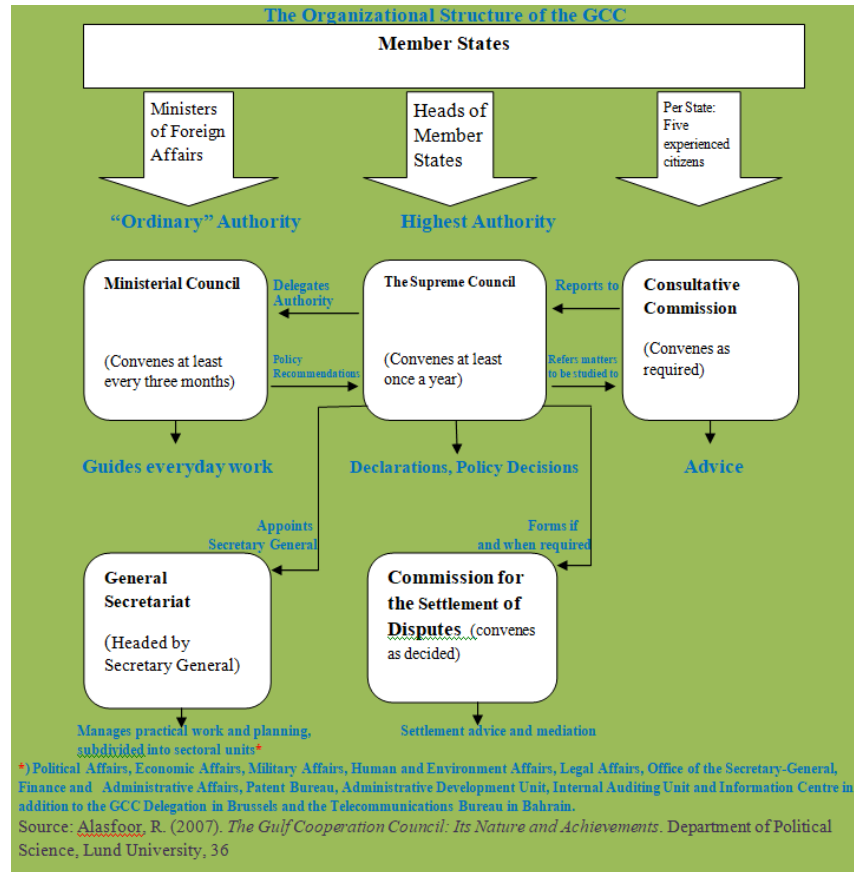 The Organizational Structure of the GCC
Member States
Ministers
of Foreign
Affairs
Heads of
Member
States
Per State:
Five
experienced
citizens
“Ordinary” Authority
Highest Authority
Ministerial Council
(Convenes at least
every three months)
Delegates
Authority
Policy
Recommendations
The Supreme Council
(Convenes at least
once a year)
Reports to
Refers matters
to be studied to
Consultative
Commission
(Convenes as
required)
Guides everyday work
Declarations, Policy Decisions
Advice
Appoints
Secretary General
Forms if
and when required
General
Secretariat
(Headed by
Secretary General)
Commission for
the Settlement of
Disputes (convenes
as decided)
Manages practical work and planning,
subdivided into sectoral units*
Settlement advice and mediation
*) Political Affairs, Economic Affairs, Military Affairs, Human and Environment Affairs, Legal Affairs, Office of the Secretary-General,
Finance and Administrative Affairs, Patent Bureau, Administrative Development Unit, Internal Auditing Unit and Information Centre in
addition to the GCC Delegation in Brussels and the Telecommunications Bureau in Bahrain.
Source: Alasfoor, R. (2007). The Gulf Cooperation Council: Its Nature and Achievements. Department of Political
Science, Lund University, 36